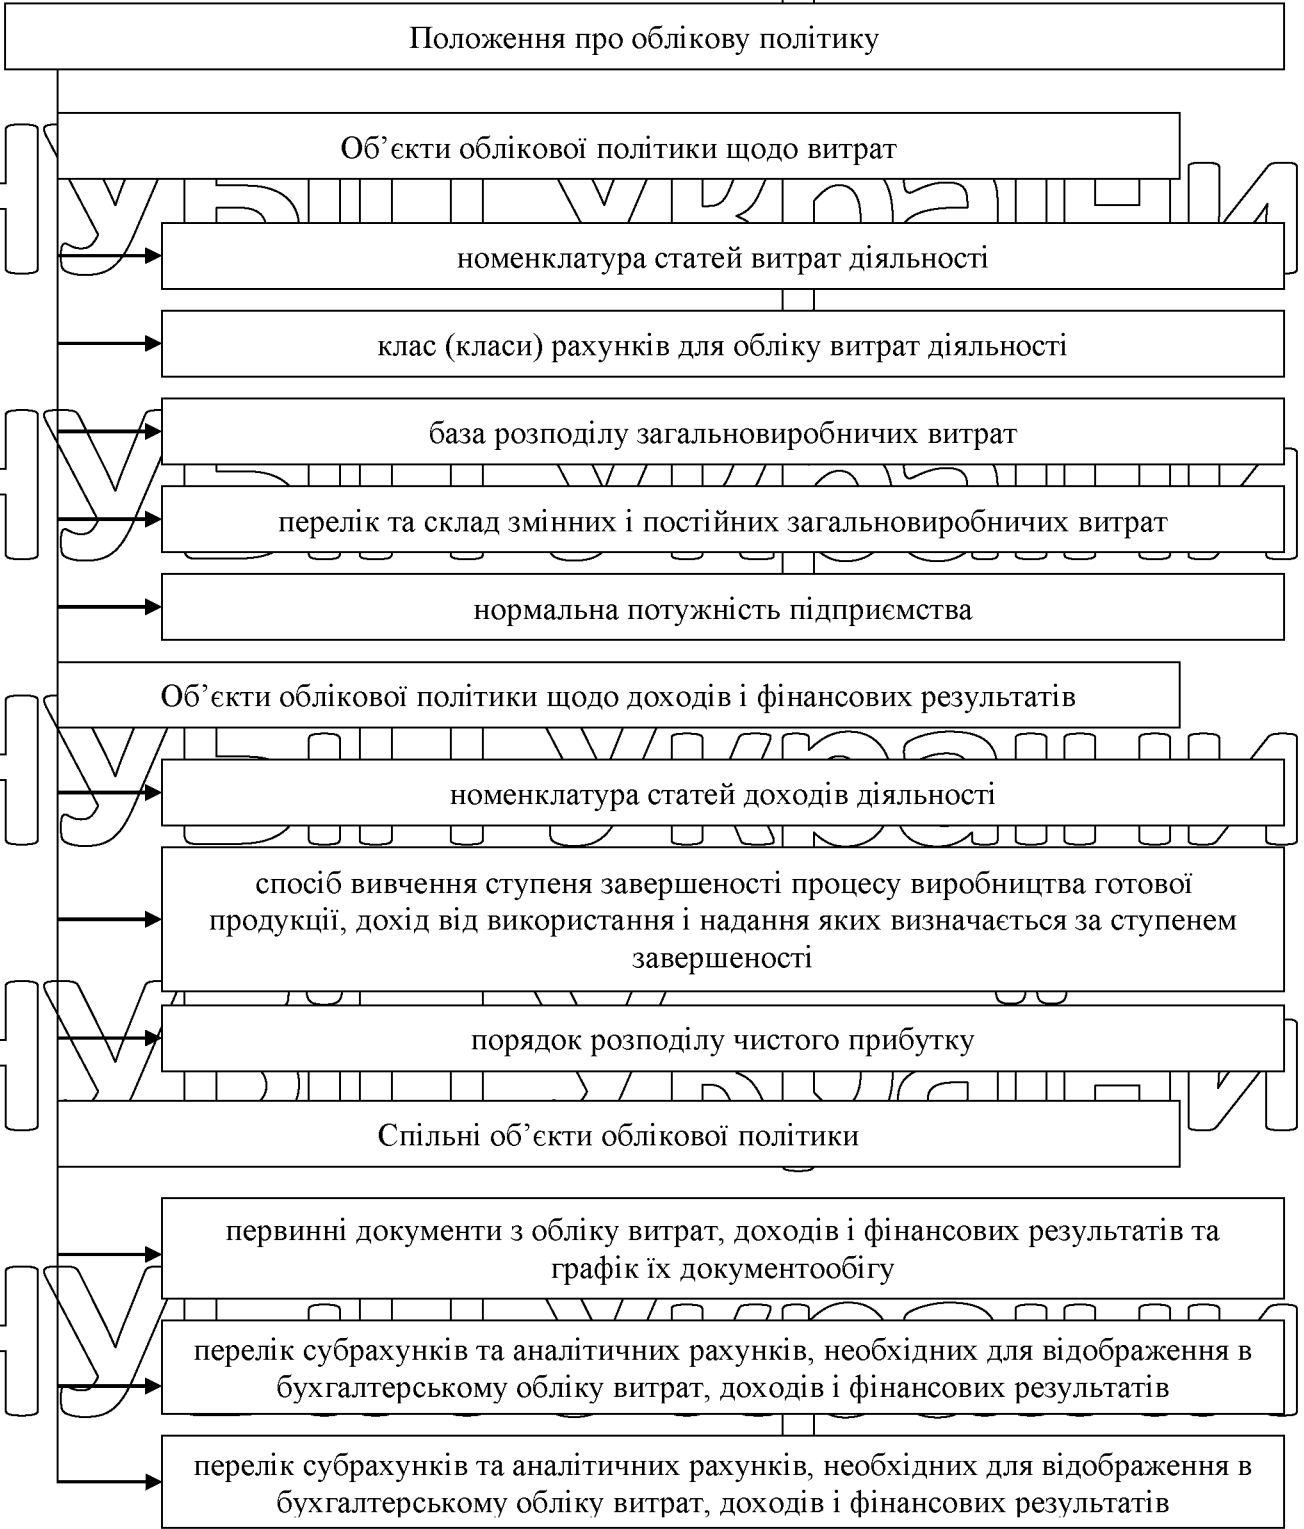 Положення про облікову політику
Об’єкти облікової політики щодо витрат
номенклатура статей витрат діяльності
клас (класи) рахунків для обліку витрат діяльності
база розподілу загальновиробничих витрат
перелік та склад змінних і постійних загальновиробничих витрат
нормальна потужність підприємства
Об’єкти облікової політики щодо доходів і фінансових результатів
номенклатура статей доходів діяльності
спосіб вивчення ступеня завершеності процесу виробництва готової
продукції, дохід від використання і надання яких визначається за ступенем
завершеності
порядок розподілу чистого прибутку
Спільні об’єкти облікової політики
первинні документи з обліку витрат, доходів і фінансових результатів та
графік їх документообігу
перелік субрахунків та аналітичних рахунків, необхідних для відображення в
бухгалтерському обліку витрат, доходів і фінансових результатів
перелік субрахунків та аналітичних рахунків, необхідних для відображення в
бухгалтерському обліку витрат, доходів і фінансових результатів